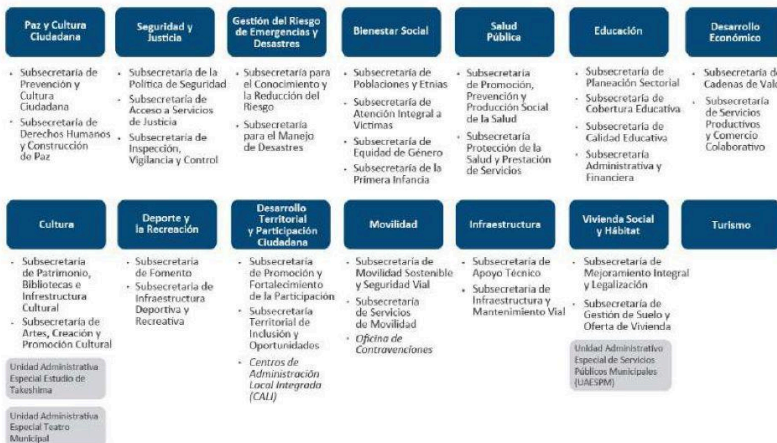 Paz y Cultura
Ciudadana
Subsecretaría de
Prevención y
Cultura
Ciudadana
Subsecretaría de
Derechos Humanos
y Construcción
de Paz
Seguridad y
Justicia
Subsecretaría de la
Política de Seguridad
Subsecretaría de
Acceso a Servicios
de Justicia
Subsecretaría de
Inspección,
Vigilancia y Control
Gestión del Riesgo
de Emergencias y
Desastres
Subsecretaría para
el Conocimiento y
la Reducción del
Riesgo
Subsecretaría
para el Manejo
de Desastres
Bienestar Social
Subsecretaría de
Poblaciones y Etnias
Subsecretaría de
Atención Integral a
Víctimas
Subsecretaría de
Equidad de Género
Subsecretaría de la
Primera Infancia
Salud
Pública
Subsecretaría
de Promoción,
Prevención y
Producción Social
de la Salud
Subsecretaría
Protección de la
Salud y Prestación
de Servicios
Educación
Subsecretaría de
Planeación Sectorial
Subsecretaría de
Cobertura Educativa
Subsecretaría de
Calidad Educativa
Subsecretaría
Administrativa y
Financiera
Desarrollo
Económico
Subsecretaría de
Cadenas de Valo
Subsecretaría
de Servicios
Productivos
y Comercio
Colaborativo
Cultura
Subsecretaría
de Patrimonio,
Bibliotecas e
Infrestructura
Cultural
Subsecretaría de
Artes, Creación y
Promoción Cultural
Unidad Administrativa
Especial Estudio de
Takeshima
Unidad Administrativa
Especial Teatro
Municipal
Deporte y
la Recreación
Subsecretaría
de Fomento
Subsecretaría de
Infraestructura
Deportiva y
Recreativa
Desarrollo
Territorial
y Participación
Ciudadana
Subsecretaría
de Promoción y
Fortalecimiento
de la Participación
Subsecretaría
Territorial de
Inclusión y
Oportunidades
Centros de
Administración
Local Integrada
(CALI)
Movilidad
Subsecretaría de
Movilidad Sostenible
y Seguridad Vial
Subsecretaría
de Servicios
de Movilidad
Oficina de
Contravenciones
Infraestructura
Subsecretaría de
Apoyo Técnico
Subsecretaría de
Infraestructura y
Mantenimiento Vial
Vivienda Social
y Hábitat
Subsecretaría de
Mejoramiento Integral
y Legalización
Subsecretaría de
Gestión de Suelo y
Oferta de Vivienda
Unidad Administrativo
Especial de Servicios
Públicos Municipales
(UAESPM)
Turismo